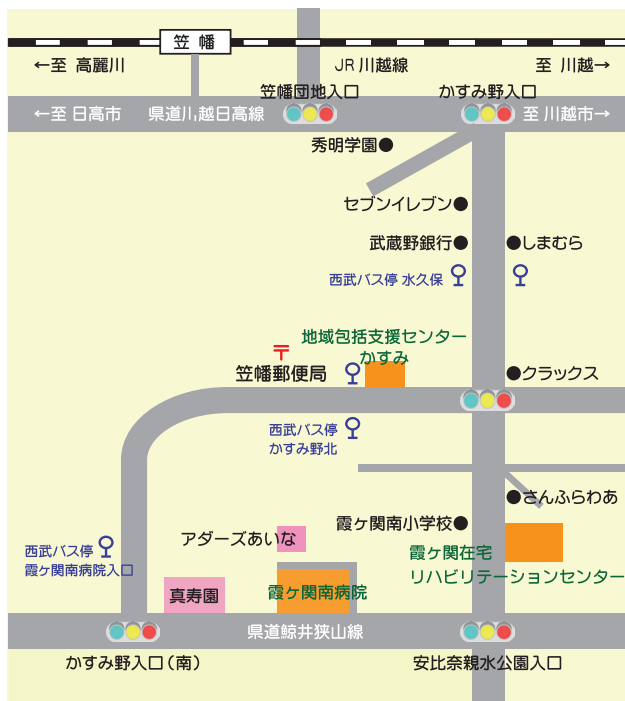 笠 幡
←至 高麗川
JR 川越線
至 川越→
笠幡団地入口
かすみ野入口
←至 日高市
県道川越日高線
至 川越市→
秀明学園●
セブンイレブン●
武蔵野銀行●
●しまむら
西武バス停 水久保
地域包括支援センター
かすみ
〒
笠幡郵便局
●クラックス
西武バス停
かすみ野北
●さんふらわあ
霞ヶ関南小学校●
アダーズあいな
西武バス停
霞ヶ関南病院入口
霞ヶ関在宅
リハビリテーションセンター
真寿園
霞ヶ関南病院
県道鯨井狭山線
かすみ野入口（南）
安比奈親水公園入口